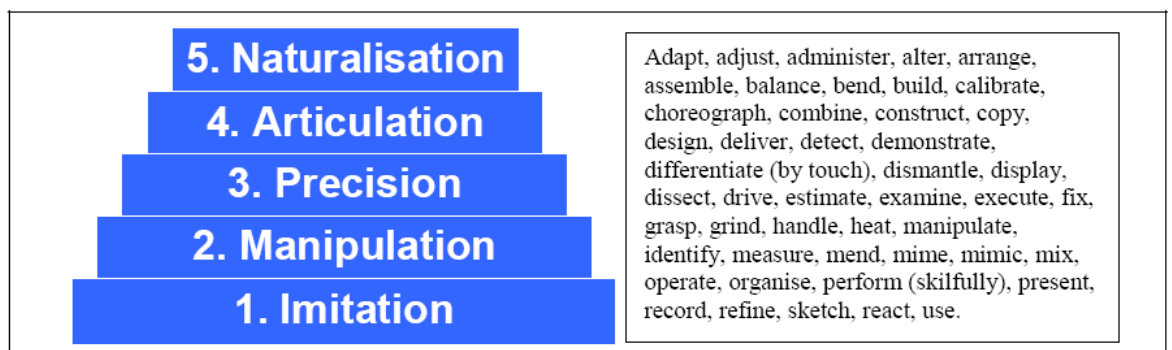 5. Naturalisation
4. Articulation
3. Precision
2. Manipulation
1. Imitation
Adapt, adjust, administer, alter, arrange,
assemble, balance, bend, build, calibrate,
choreograph, combine, construct, copy,
design, deliver, detect, demonstrate,
differentiate (by touch), dismantle, display,
dissect, drive, estimate, examine, execute, fix,
grasp, grind, handle, heat, manipulate,
identify, measure, mend, mime, mimic, mix,
operate, organise, perform (skilfully), present,
record, refine, sketch, react, use.